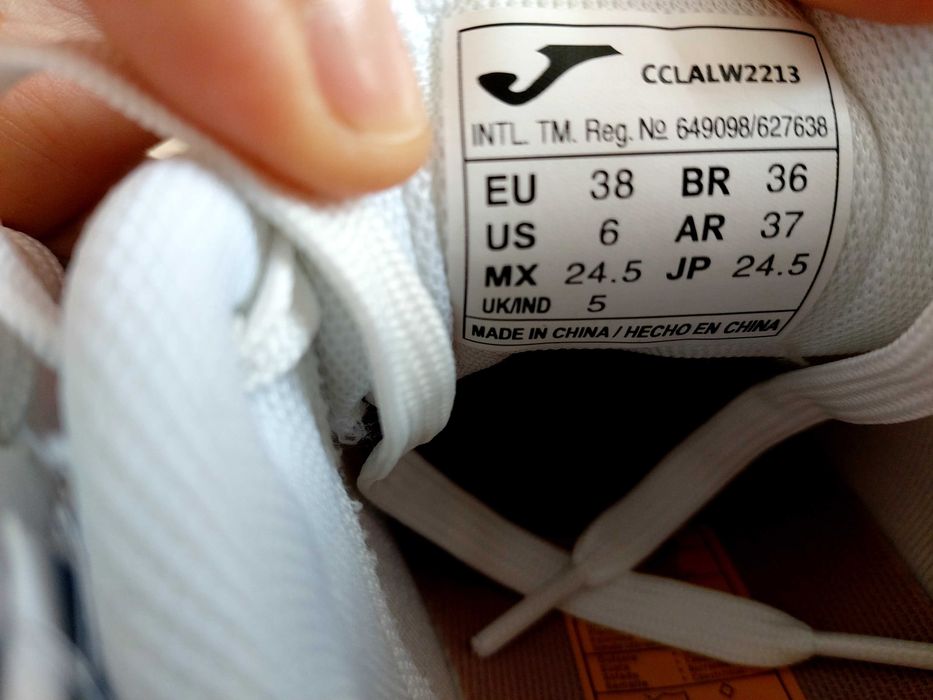 CCLALW2213
INTL. TM. Reg. Nº 649098/627638
EU 38 BR 36
US 6 AR 37
MX 24.5 JP 24.5
UK/IND 5
MADE IN CHINA / HECHO EN CHINA